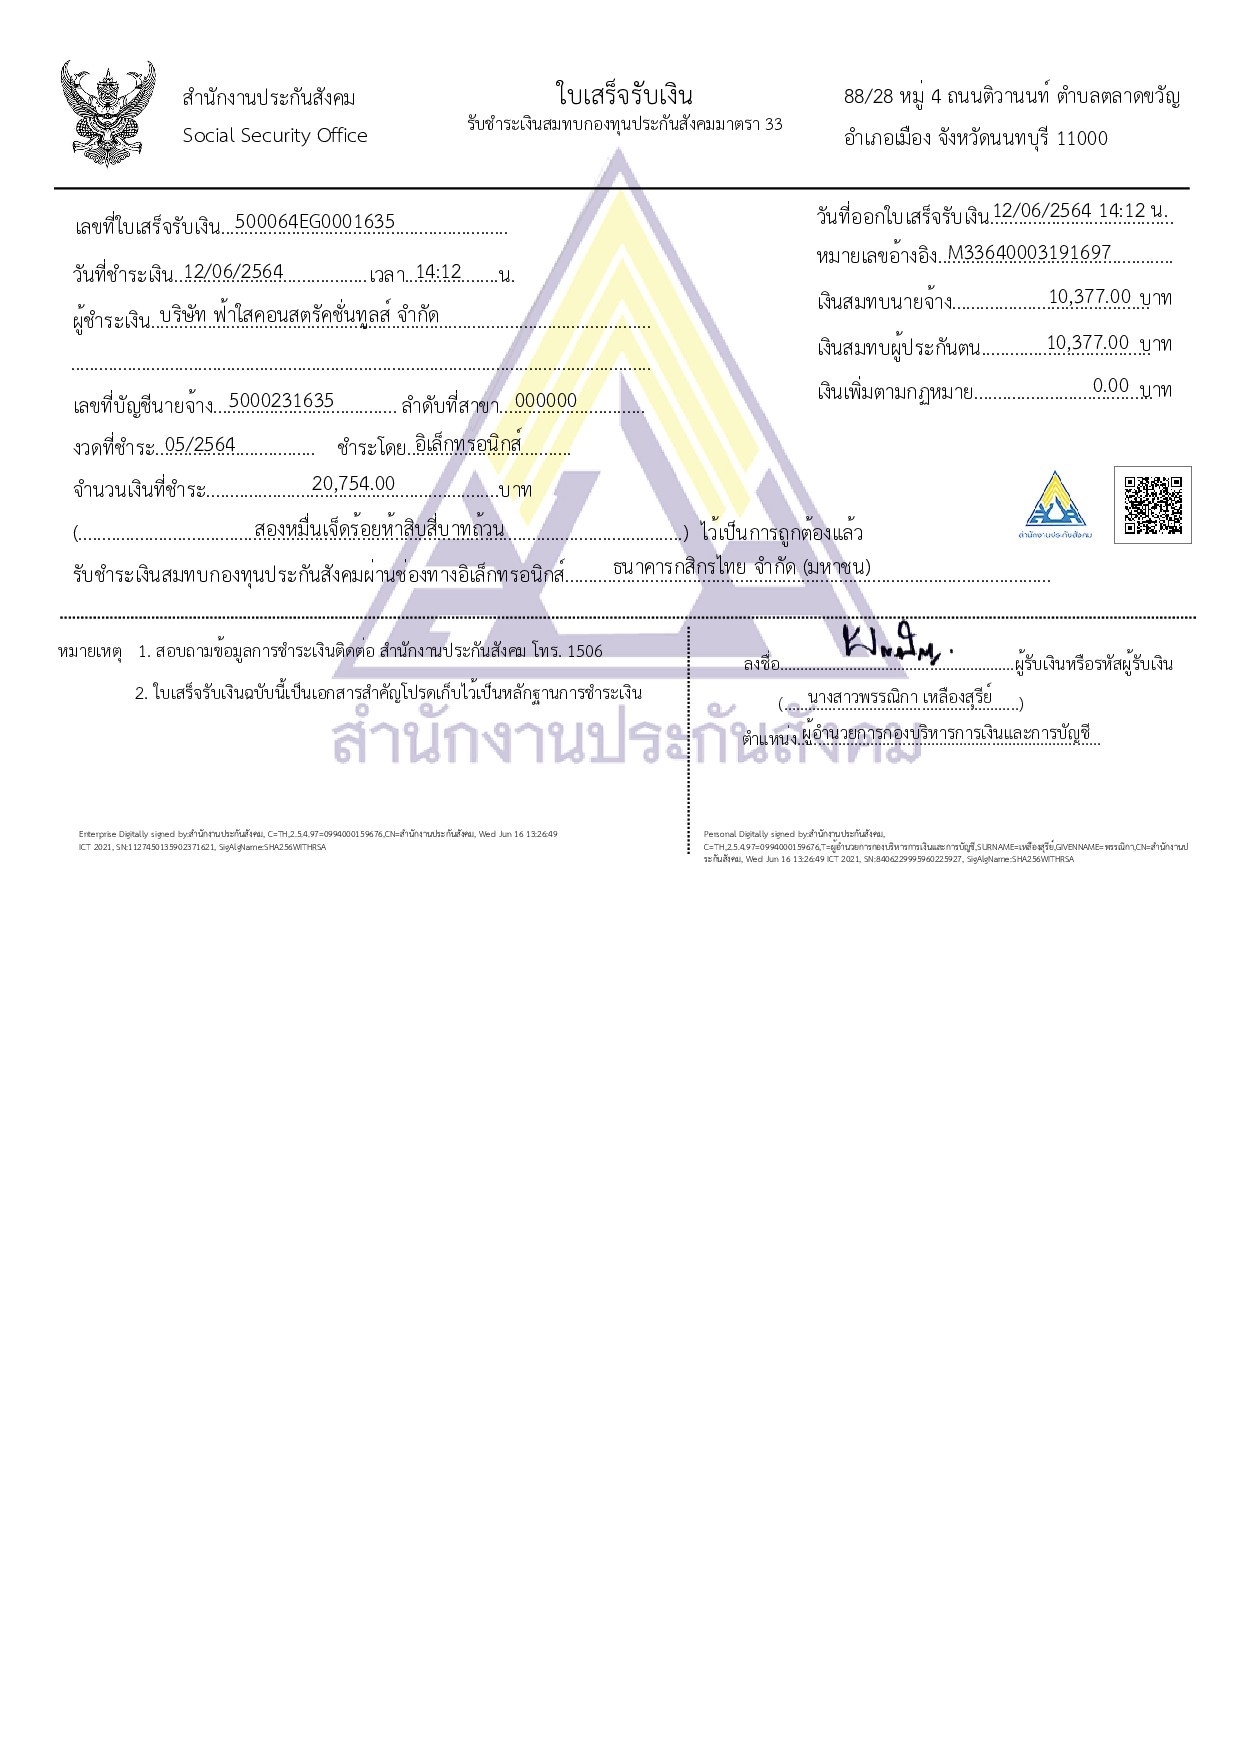 สำนักงานประกันสังคม
Social Security Office
ใบเสร็จรับเงิน
รับชำระเงินสมทบกองทุนประกันสังคมมาตรา 33
88/28 หมู่ 4 ถนนติวานนท์ ตำบลตลาดขวัญ
อำเภอเมือง จังหวัดนนทบุรี 11000
เลขที่ใบเสร็จรับเงิน 500064EG0001635
วันที่ออกใบเสร็จรับเงิน 12/06/2564 14:12 น.
วันที่ชำระเงิน 12/06/2564 เวลา 14:12 น.
หมายเลขอ้างอิง M33640003191697
ผู้ชำระเงิน บริษัท ฟ้าใสคอนสตรัคชั่นทูลส์ จำกัด
เงินสมทบนายจ้าง 10,377.00 บาท
เงินสมทบผู้ประกันตน 10,377.00 บาท
เลขที่บัญชีนายจ้าง 5000231635 ลำดับที่สาขา 000000
เงินเพิ่มตามกฎหมาย 0.00 บาท
งวดที่ชำระ 05/2564 ชำระโดย อิเล็กทรอนิกส์
จำนวนเงินที่ชำระ 20,754.00 บาท
(สองหมื่นเจ็ดร้อยห้าสิบสี่บาทถ้วน) ไว้เป็นการถูกต้องแล้ว
สำนักงานประกันสังคม
รับชำระเงินสมทบกองทุนประกันสังคมผ่านช่องทางอิเล็กทรอนิกส์ ธนาคารกสิกรไทย จำกัด (มหาชน)
หมายเหตุ 1. สอบถามข้อมูลการชำระเงินติดต่อ สำนักงานประกันสังคม โทร. 1506
2. ใบเสร็จรับเงินฉบับนี้เป็นเอกสารสำคัญโปรดเก็บไว้เป็นหลักฐานการชำระเงิน
ลงชื่อ ผู้รับเงินหรือรหัสผู้รับเงิน
(นางสาวพรรณิกา เหลืองสุรีย์)
ตำแหน่ง ผู้อำนวยการกองบริหารการเงินและการบัญชี
สำนักงานประกันสังคม
Enterprise Digitally signed by:สำนักงานประกันสังคม, C=TH,2.5.4.97=0994000159676,CN=สำนักงานประกันสังคม, Wed Jun 16 13:26:49
ICT 2021, SN:1127450135902371621, SigAlgName:SHA256WITHRSA
Personal Digitally signed by:สำนักงานประกันสังคม,
C=TH,2.5.4.97=0994000159676,T=ผู้อำนวยการกองบริหารการเงินและการบัญชี,SURNAME=เหลืองสุรีย์,GIVENNAME=พรรณิกา,CN=สำนักงานป
ระกันสังคม, Wed Jun 16 13:26:49 ICT 2021, SN:8406229995960225927, SigAlgName:SHA256WITHRSA